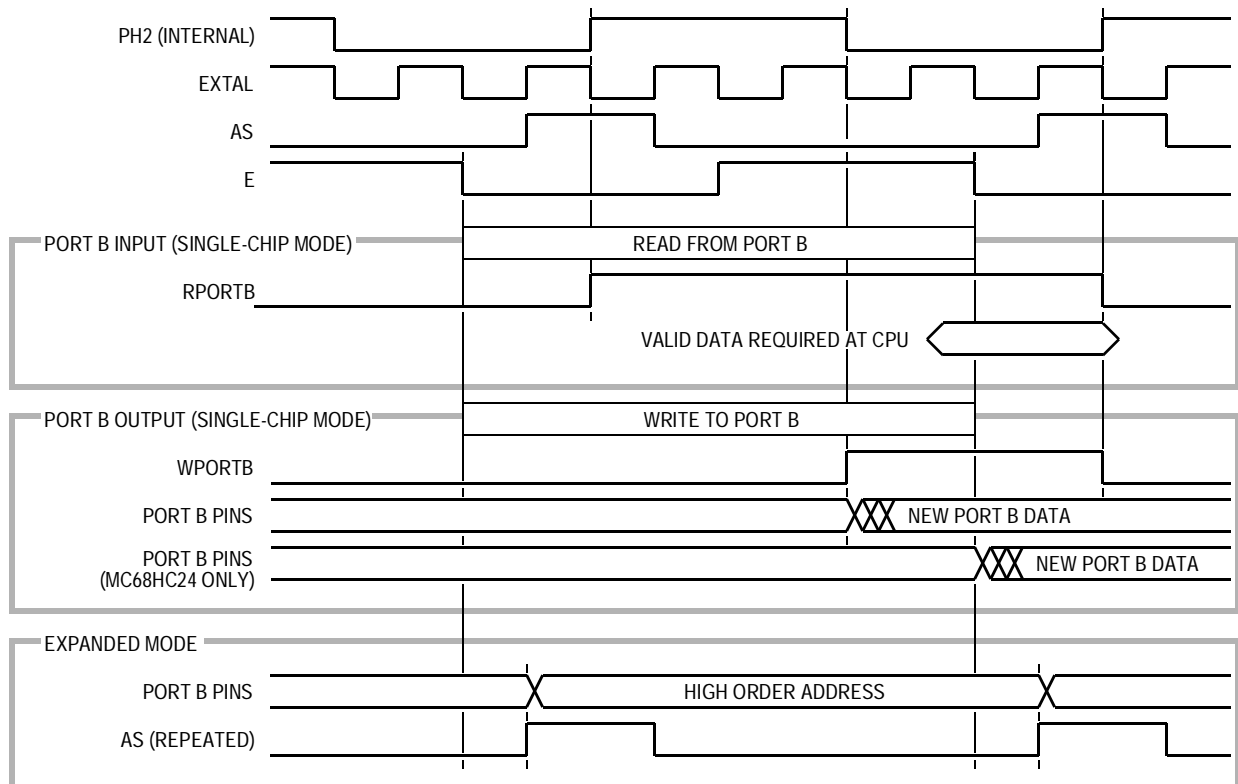 PH2 (INTERNAL)
EXTAL
AS
E
PORT B INPUT (SINGLE-CHIP MODE)
READ FROM PORT B
RPORTB
VALID DATA REQUIRED AT CPU
PORT B OUTPUT (SINGLE-CHIP MODE)
WRITE TO PORT B
WPORTB
PORT B PINS
NEW PORT B DATA
PORT B PINS
(MC68HC24 ONLY)
NEW PORT B DATA
EXPANDED MODE
PORT B PINS
HIGH ORDER ADDRESS
AS (REPEATED)